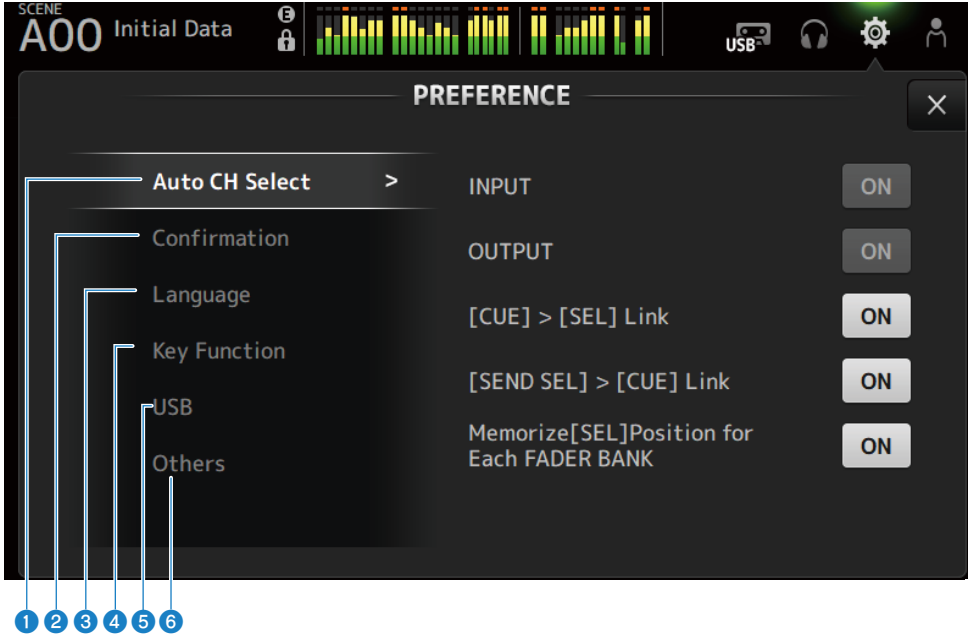 SCENE
A00 Initial Data
E
USB
PREFERENCE
Auto CH Select >
INPUT ON
Confirmation
OUTPUT ON
Language
[CUE] > [SEL] Link ON
Key Function
[SEND SEL] > [CUE] Link ON
USB
Memorize[SEL]Position for
Each FADER BANK ON
Others
1 2 3 4 5 6